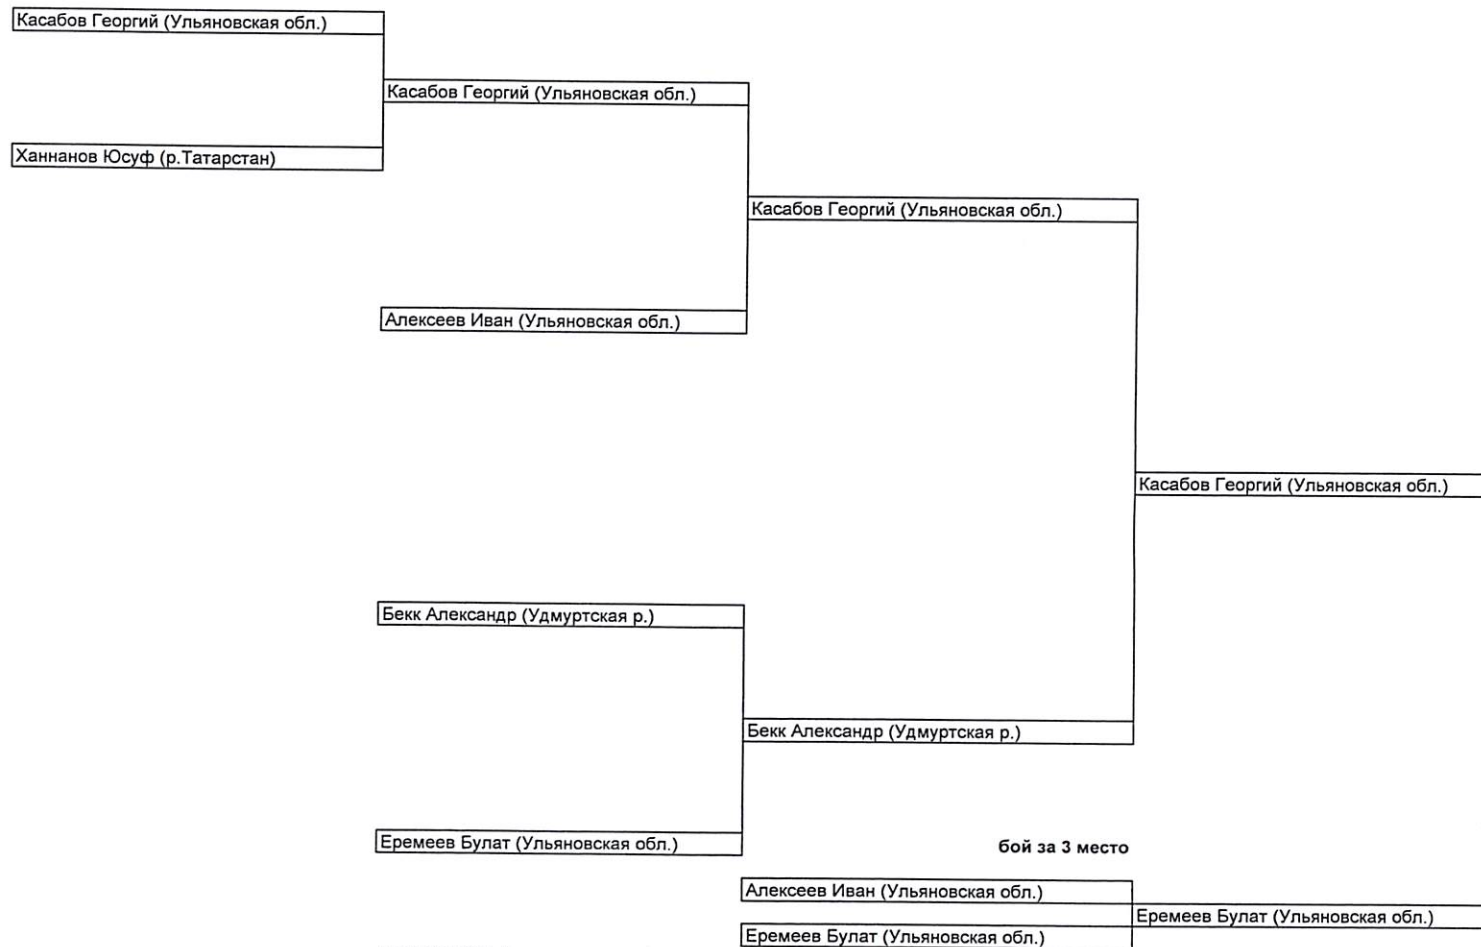 Касабов Георгий (Ульяновская обл.)
Касабов Георгий (Ульяновская обл.)
Ханнанов Юсуф (р.Татарстан)
Касабов Георгий (Ульяновская обл.)
Алексеев Иван (Ульяновская обл.)
Касабов Георгий (Ульяновская обл.)
Бекк Александр (Удмуртская р.)
Бекк Александр (Удмуртская р.)
Еремеев Булат (Ульяновская обл.)
бой за 3 место
Алексеев Иван (Ульяновская обл.)
Еремеев Булат (Ульяновская обл.)
Еремеев Булат (Ульяновская обл.)